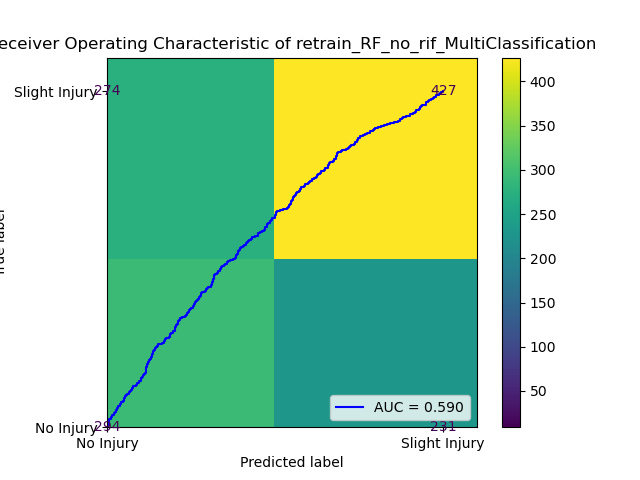 eceiver Operating Characteristic of retrain_RF_no_rif_MultiClassification
Slight Injury
274
427
400
350
300
250
200
150
100
50
AUC = 0.590
No Injury
294
231
No Injury
Slight Injury
Predicted label
True label